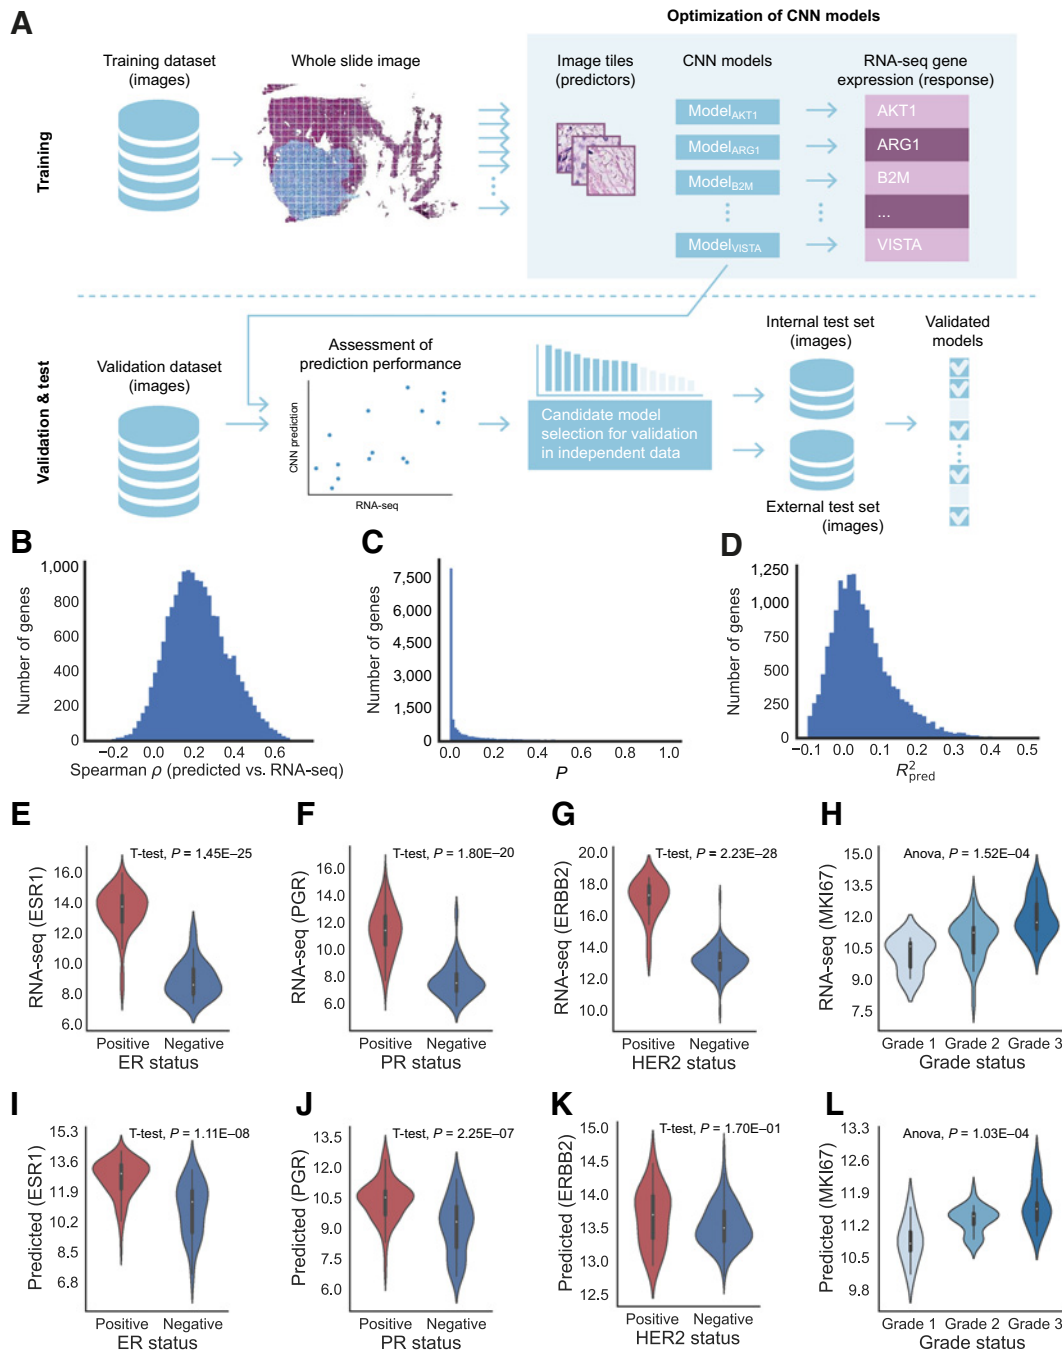 A
Optimization of CNN models
Training dataset
(images)
Whole slide image
Image tiles
(predictors)
CNN models
RNA-seq gene
expression (response)
Training
ModelAKT1
ModelARG1
ModelB2M
ModelVISTA
AKT1
ARG1
B2M
...
VISTA
Validation & test
Validation dataset
(images)
Assessment of
prediction performance
CNN prediction
RNA-seq
Candidate model
selection for validation
in independent data
Internal test set
(images)
External test set
(images)
Validated
models
B
Number of genes
1,000
800
600
400
200
0
−0.2 0.0 0.2 0.4 0.6
Spearman ρ (predicted vs. RNA-seq)
C
Number of genes
7,500
6,000
4,500
3,000
1,500
0
0.0 0.2 0.4 0.6 0.8 1.0
P
D
Number of genes
1,250
1,000
750
500
250
0
−0.1 0.0 0.1 0.2 0.3 0.4 0.5
R²pred
E
T-test, P = 1.45E–25
RNA-seq (ESR1)
16.0
14.0
12.0
10.0
8.0
6.0
Positive Negative
ER status
F
T-test, P = 1.80E–20
RNA-seq (PGR)
16.0
14.0
12.0
10.0
8.0
6.0
Positive Negative
PR status
G
T-test, P = 2.23E–28
RNA-seq (ERBB2)
20.0
18.0
16.0
14.0
12.0
10.0
Positive Negative
HER2 status
H
Anova, P = 1.52E–04
RNA-seq (MKI67)
15.0
13.5
12.0
10.5
9.0
7.5
Grade 1 Grade 2 Grade 3
Grade status
I
T-test, P = 1.11E–08
Predicted (ESR1)
15.3
13.6
11.9
10.2
8.5
6.8
Positive Negative
ER status
J
T-test, P = 2.25E–07
Predicted (PGR)
13.5
12.0
10.5
9.0
7.5
6.0
Positive Negative
PR status
K
T-test, P = 1.70E–01
Predicted (ERBB2)
15.0
14.5
14.0
13.5
13.0
12.5
Positive Negative
HER2 status
L
Anova, P = 1.03E–04
Predicted (MKI67)
13.3
12.6
11.9
11.2
10.5
9.8
Grade 1 Grade 2 Grade 3
Grade status